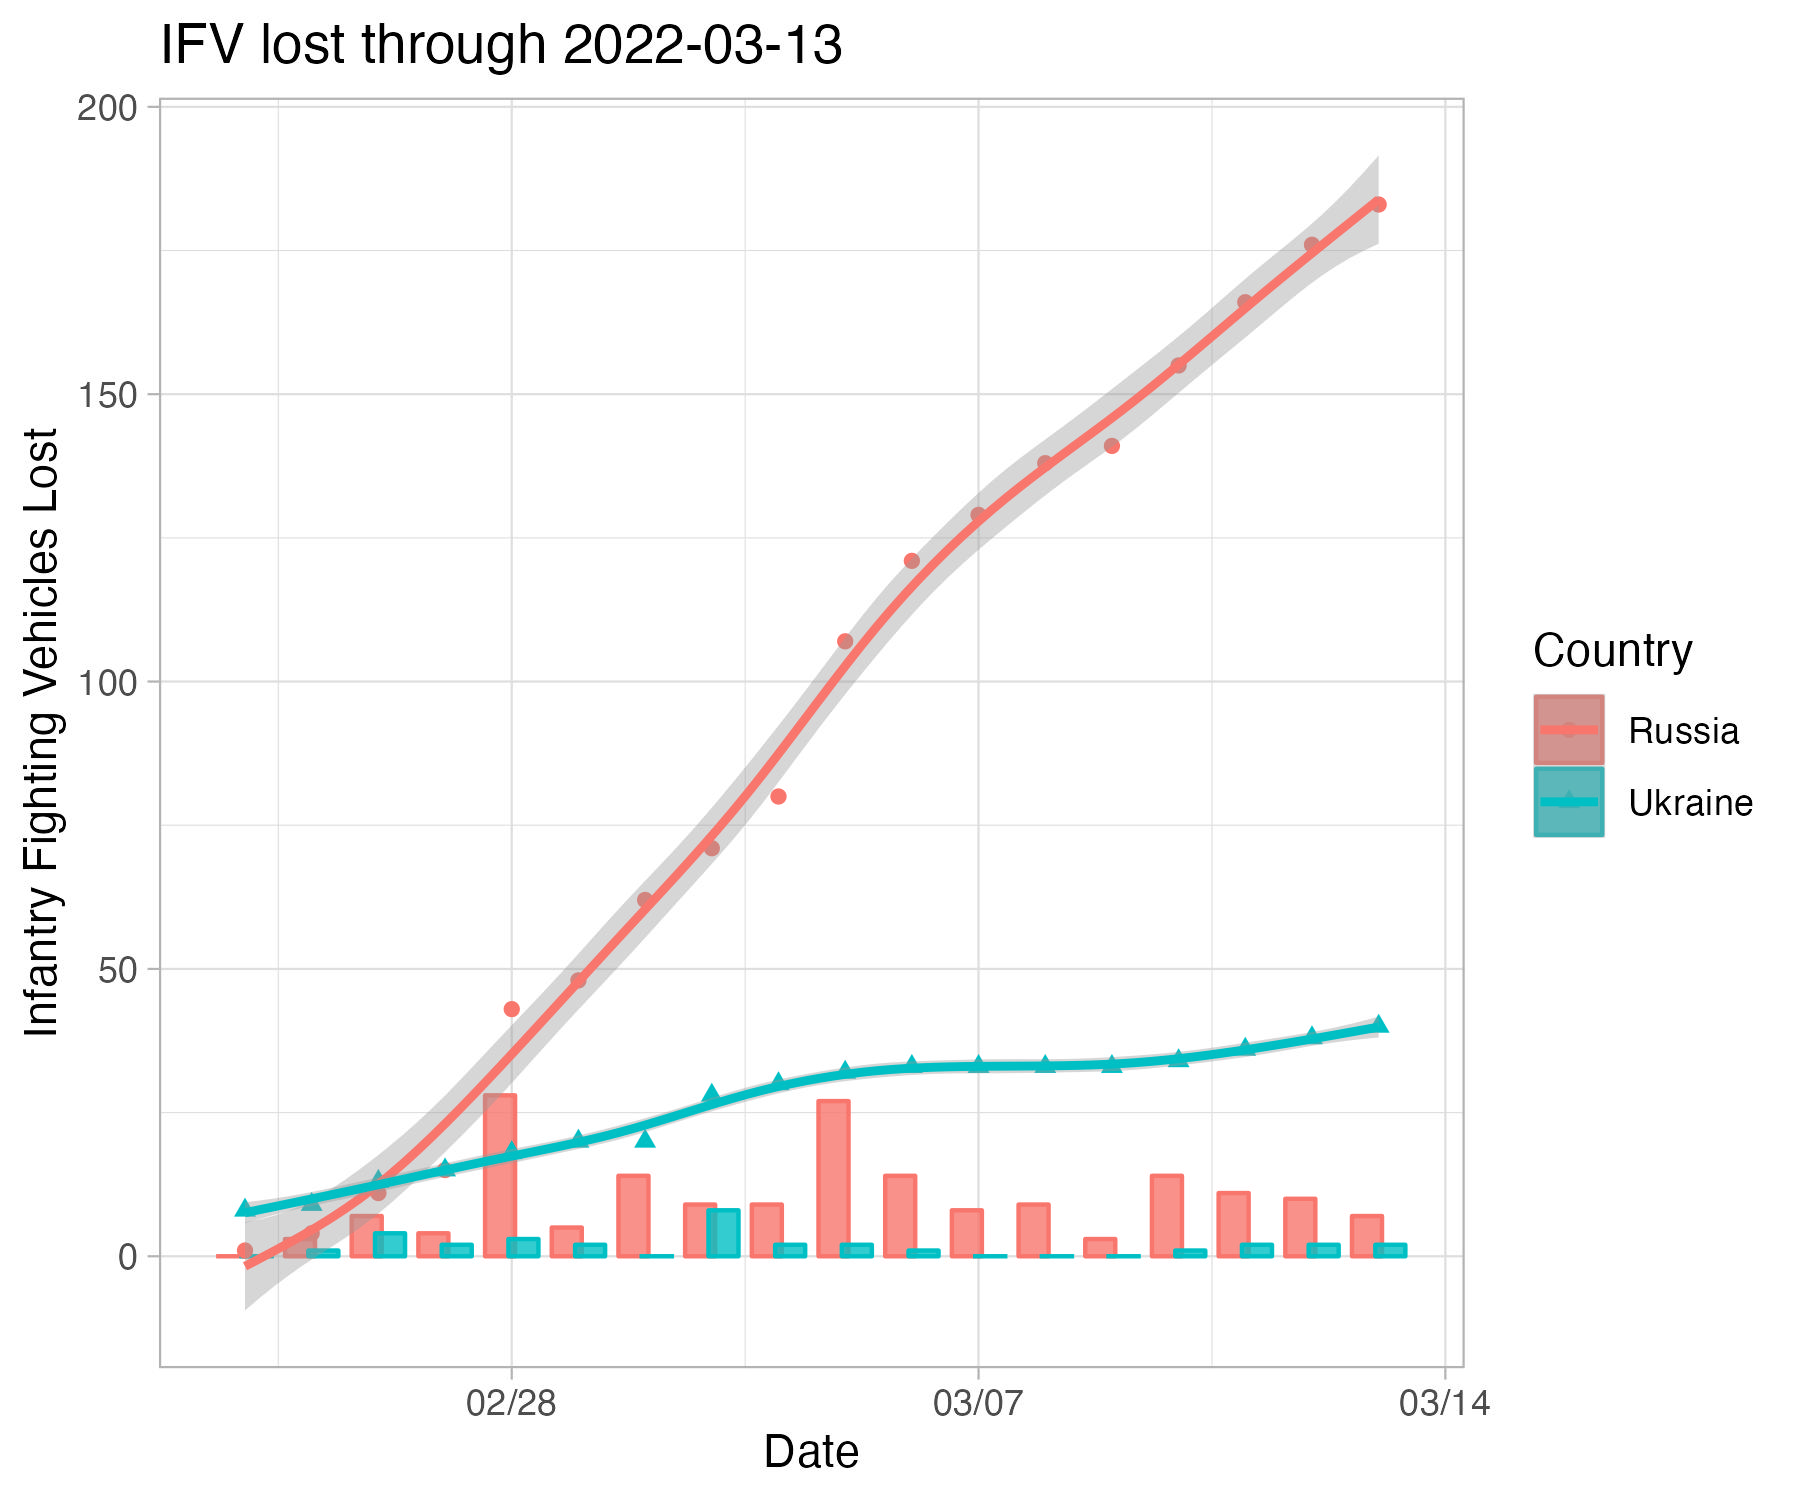 IFV lost through 2022-03-13
200
150
100
50
0
Infantry Fighting Vehicles Lost
02/28
03/07
03/14
Date
Country
Russia
Ukraine